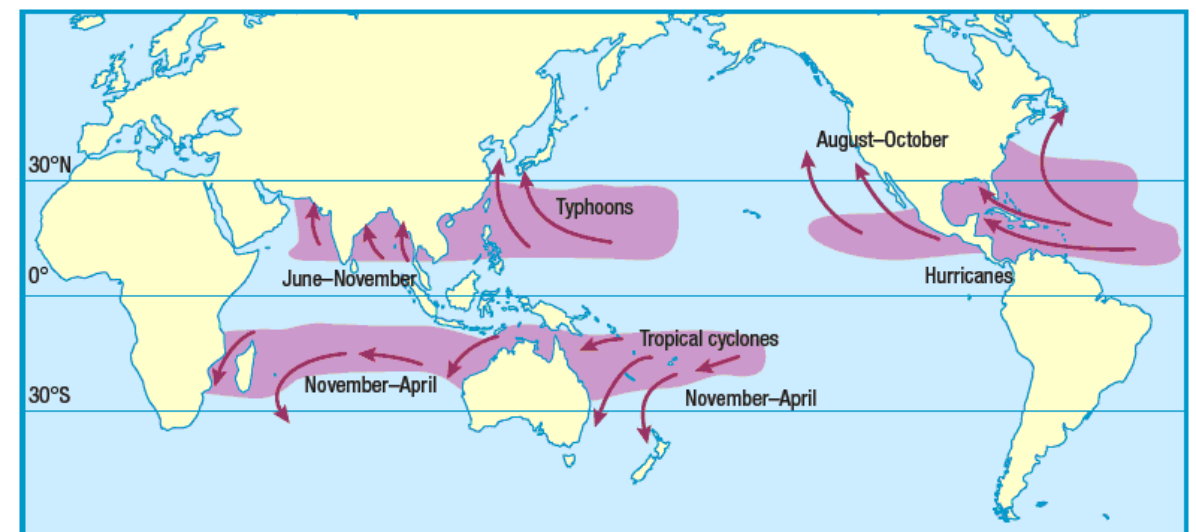 August–October
30°N
Typhoons
June–November
0°
Hurricanes
Tropical cyclones
November–April
November–April
30°S